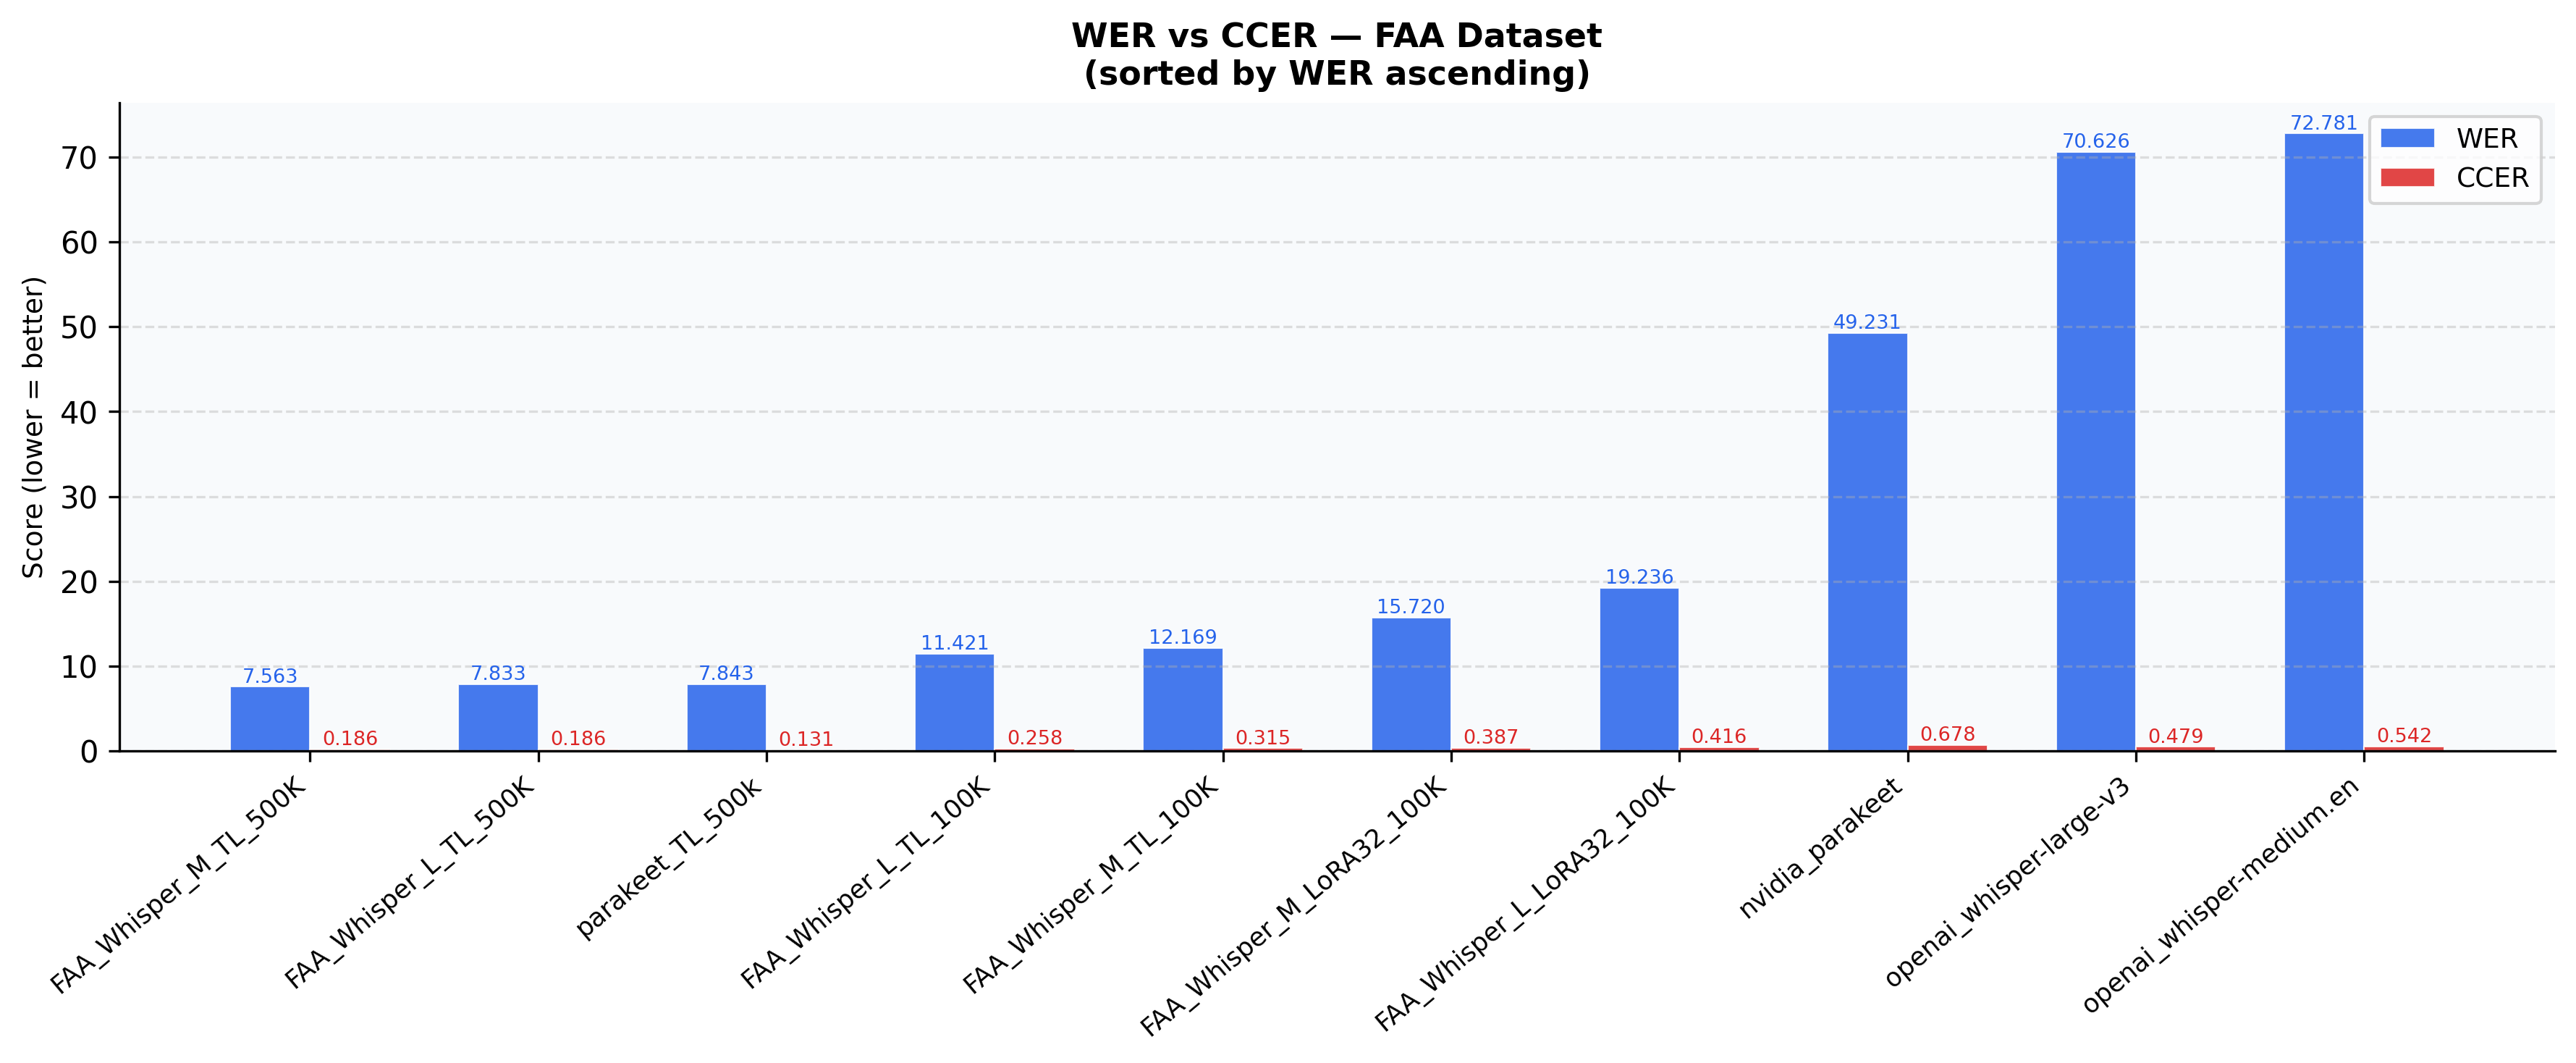 WER vs CCER — FAA Dataset
(sorted by WER ascending)
Score (lower = better)
70
60
50
40
30
20
10
0
WER
CCER
7.563
0.186
7.833
0.186
7.843
0.131
11.421
0.258
12.169
0.315
15.720
0.387
19.236
0.416
49.231
0.678
70.626
0.479
72.781
0.542
FAA_Whisper_M_TL_500K
FAA_Whisper_L_TL_500K
parakeet_TL_500k
FAA_Whisper_L_TL_100K
FAA_Whisper_M_TL_100K
FAA_Whisper_M_LoRA32_100K
FAA_Whisper_L_LoRA32_100K
nvidia_parakeet
openai_whisper-large-v3
openai_whisper-medium.en